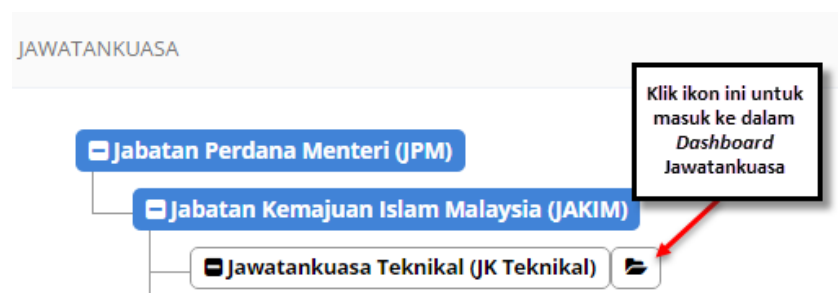 JAWATANKUASA
Klik ikon ini untuk
masuk ke dalam
Dashboard
Jawatankuasa
Jabatan Perdana Menteri (JPM)
Jabatan Kemajuan Islam Malaysia (JAKIM)
Jawatankuasa Teknikal (JK Teknikal)